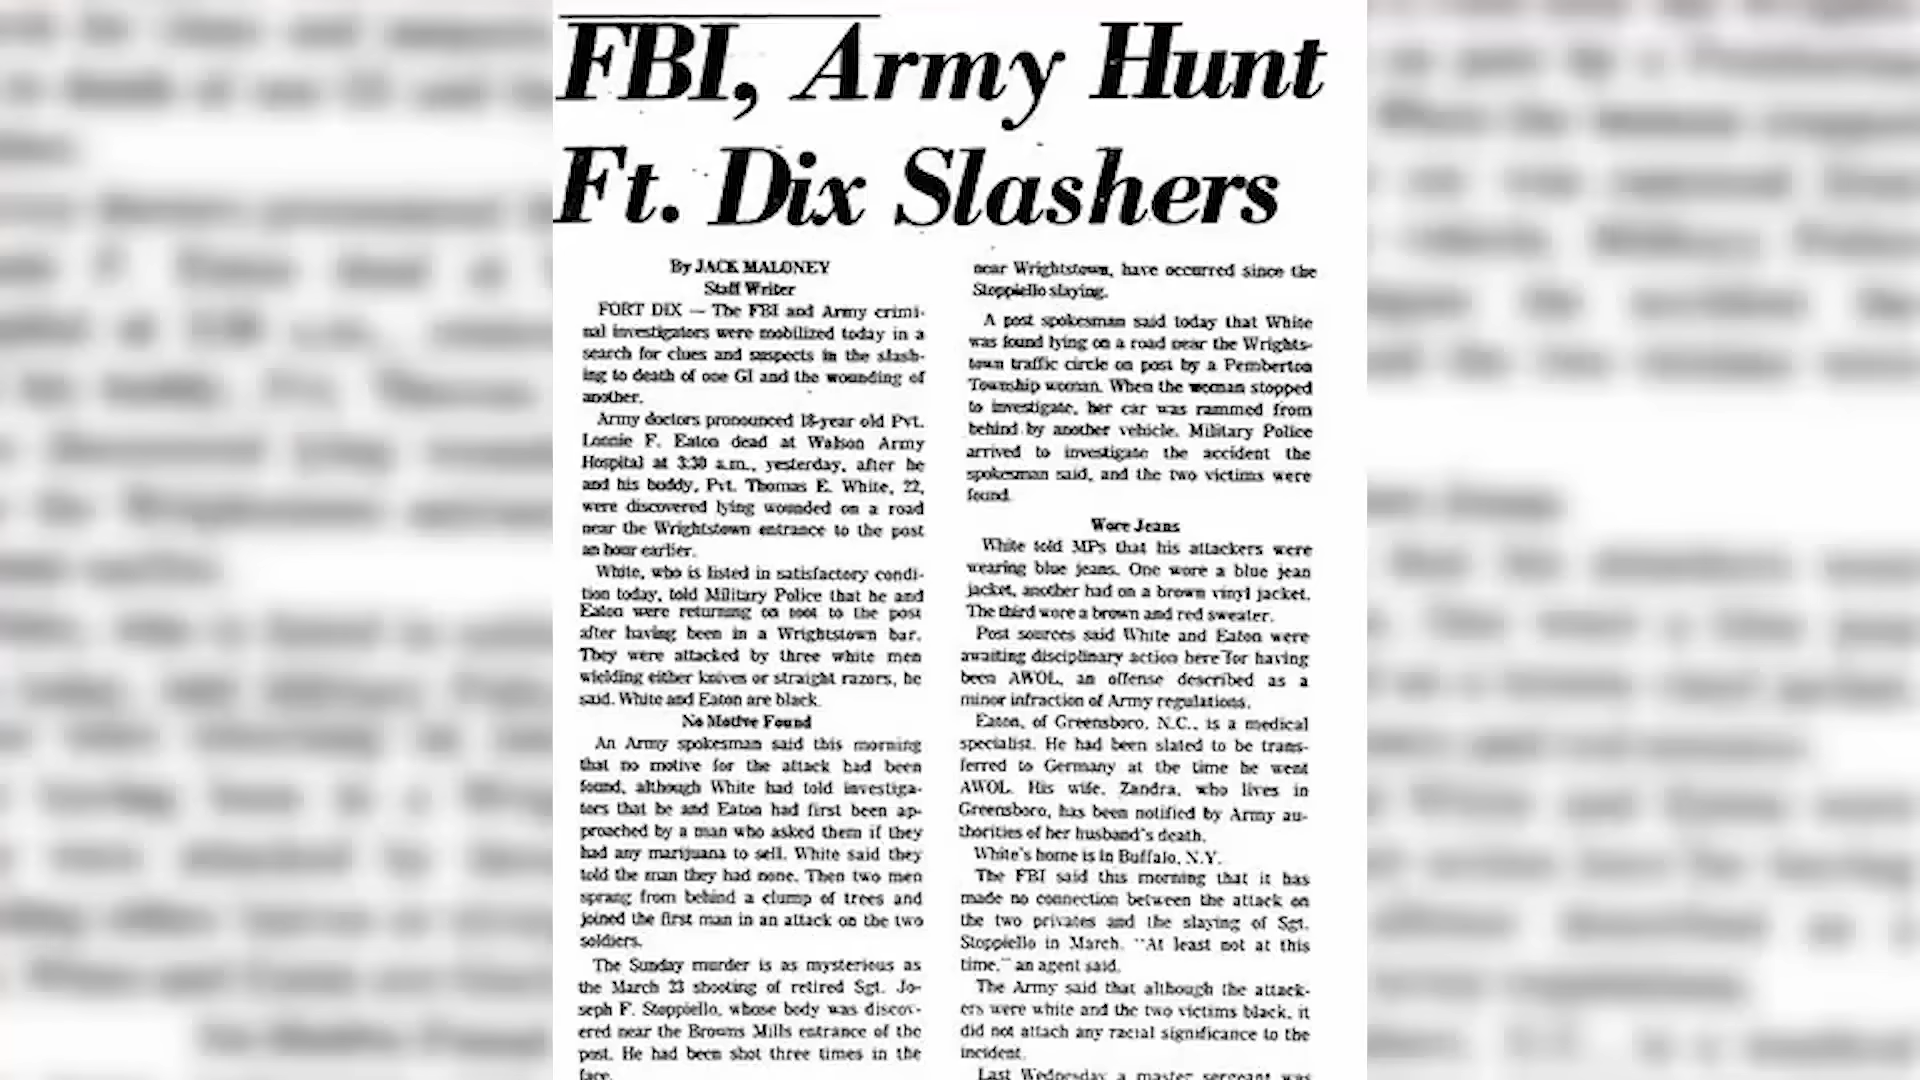 FBI, Army Hunt
Ft. Dix Slashers
By JACK MALONEY
Staff Writer
FORT DIX — The FBI and Army crimi-
nal investigators were mobilized today in a
search for clues and suspects in the slash-
ing to death of one GI and the wounding of
another.
Army doctors pronounced 18-year old Pvt.
Lonnie F. Eaton dead at Walson Army
Hospital at 3:30 a.m., yesterday, after he
and his buddy, Pvt. Thomas E. White, 22,
were discovered lying wounded on a road
near the Wrightstown entrance to the post
an hour earlier.
White, who is listed in satisfactory condi-
tion today, told Military Police that he and
Eaton were returning on foot to the post
after having been in a Wrightstown bar.
They were attacked by three white men
wielding either knives or straight razors, he
said. White and Eaton are black.
No Motive Found
An Army spokesman said this morning
that no motive for the attack had been
found, although White had told investiga-
tors that he and Eaton had first been ap-
proached by a man who asked them if they
had any marijuana to sell. White said they
told the man they had none. Then two men
sprang from behind a clump of trees and
joined the first man in an attack on the two
soldiers.
The Sunday murder is as mysterious as
the March 23 shooting of retired Sgt. Jo-
seph F. Stoppiello, whose body was discov-
ered near the Browns Mills entrance of the
post. He had been shot three times in the
face.
near Wrightstown, have occurred since the
Stoppiello slaying.
A post spokesman said today that White
was found lying on a road near the Wrights-
town traffic circle on post by a Pemberton
Township woman. When the woman stopped
to investigate, her car was rammed from
behind by another vehicle. Military Police
arrived to investigate the accident the
spokesman said, and the two victims were
found.
Wore Jeans
White told MPs that his attackers were
wearing blue jeans. One wore a blue jean
jacket, another had on a brown vinyl jacket.
The third wore a brown and red sweater.
Post sources said White and Eaton were
awaiting disciplinary action here for having
been AWOL, an offense described as a
minor infraction of Army regulations.
Eaton, of Greensboro, N.C., is a medical
specialist. He had been slated to be trans-
ferred to Germany at the time he went
AWOL. His wife, Zandra, who lives in
Greensboro, has been notified by Army au-
thorities of her husband's death.
White's home is in Buffalo, N.Y.
The FBI said this morning that it has
made no connection between the attack on
the two privates and the slaying of Sgt.
Stoppiello in March. "At least not at this
time," an agent said.
The Army said that although the attack-
ers were white and the two victims black, it
did not attach any racial significance to the
incident.
Last Wednesday a master sergeant was